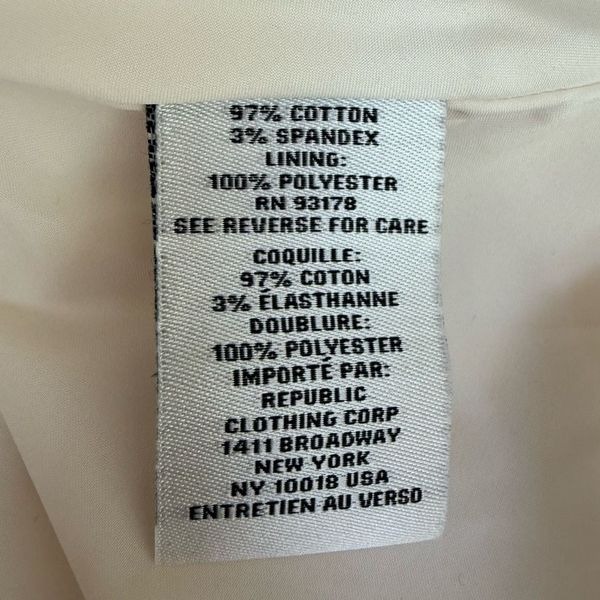 97% COTTON
3% SPANDEX
LINING:
100% POLYESTER
RN 93178
SEE REVERSE FOR CARE
COQUILLE:
97% COTON
3% ÉLASTHANNE
DOUBLURE:
100% POLYESTER
IMPORTÉ PAR:
REPUBLIC
CLOTHING CORP
1411 BROADWAY
NEW YORK
NY 10018 USA
ENTRETIEN AU VERSO